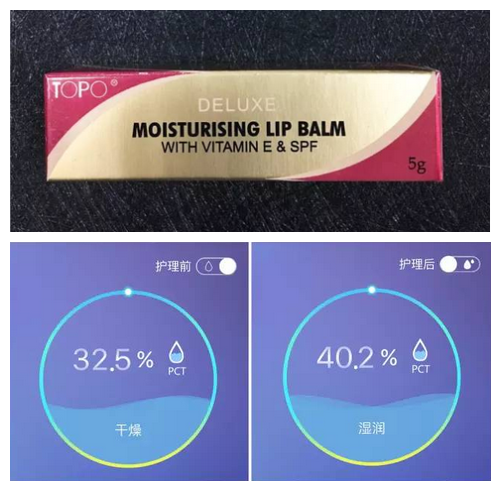 TOPO®
DELUXE
MOISTURISING LIP BALM
WITH VITAMIN E & SPF
5g
护理前
32.5%
PCT
干燥
护理后
40.2%
PCT
湿润